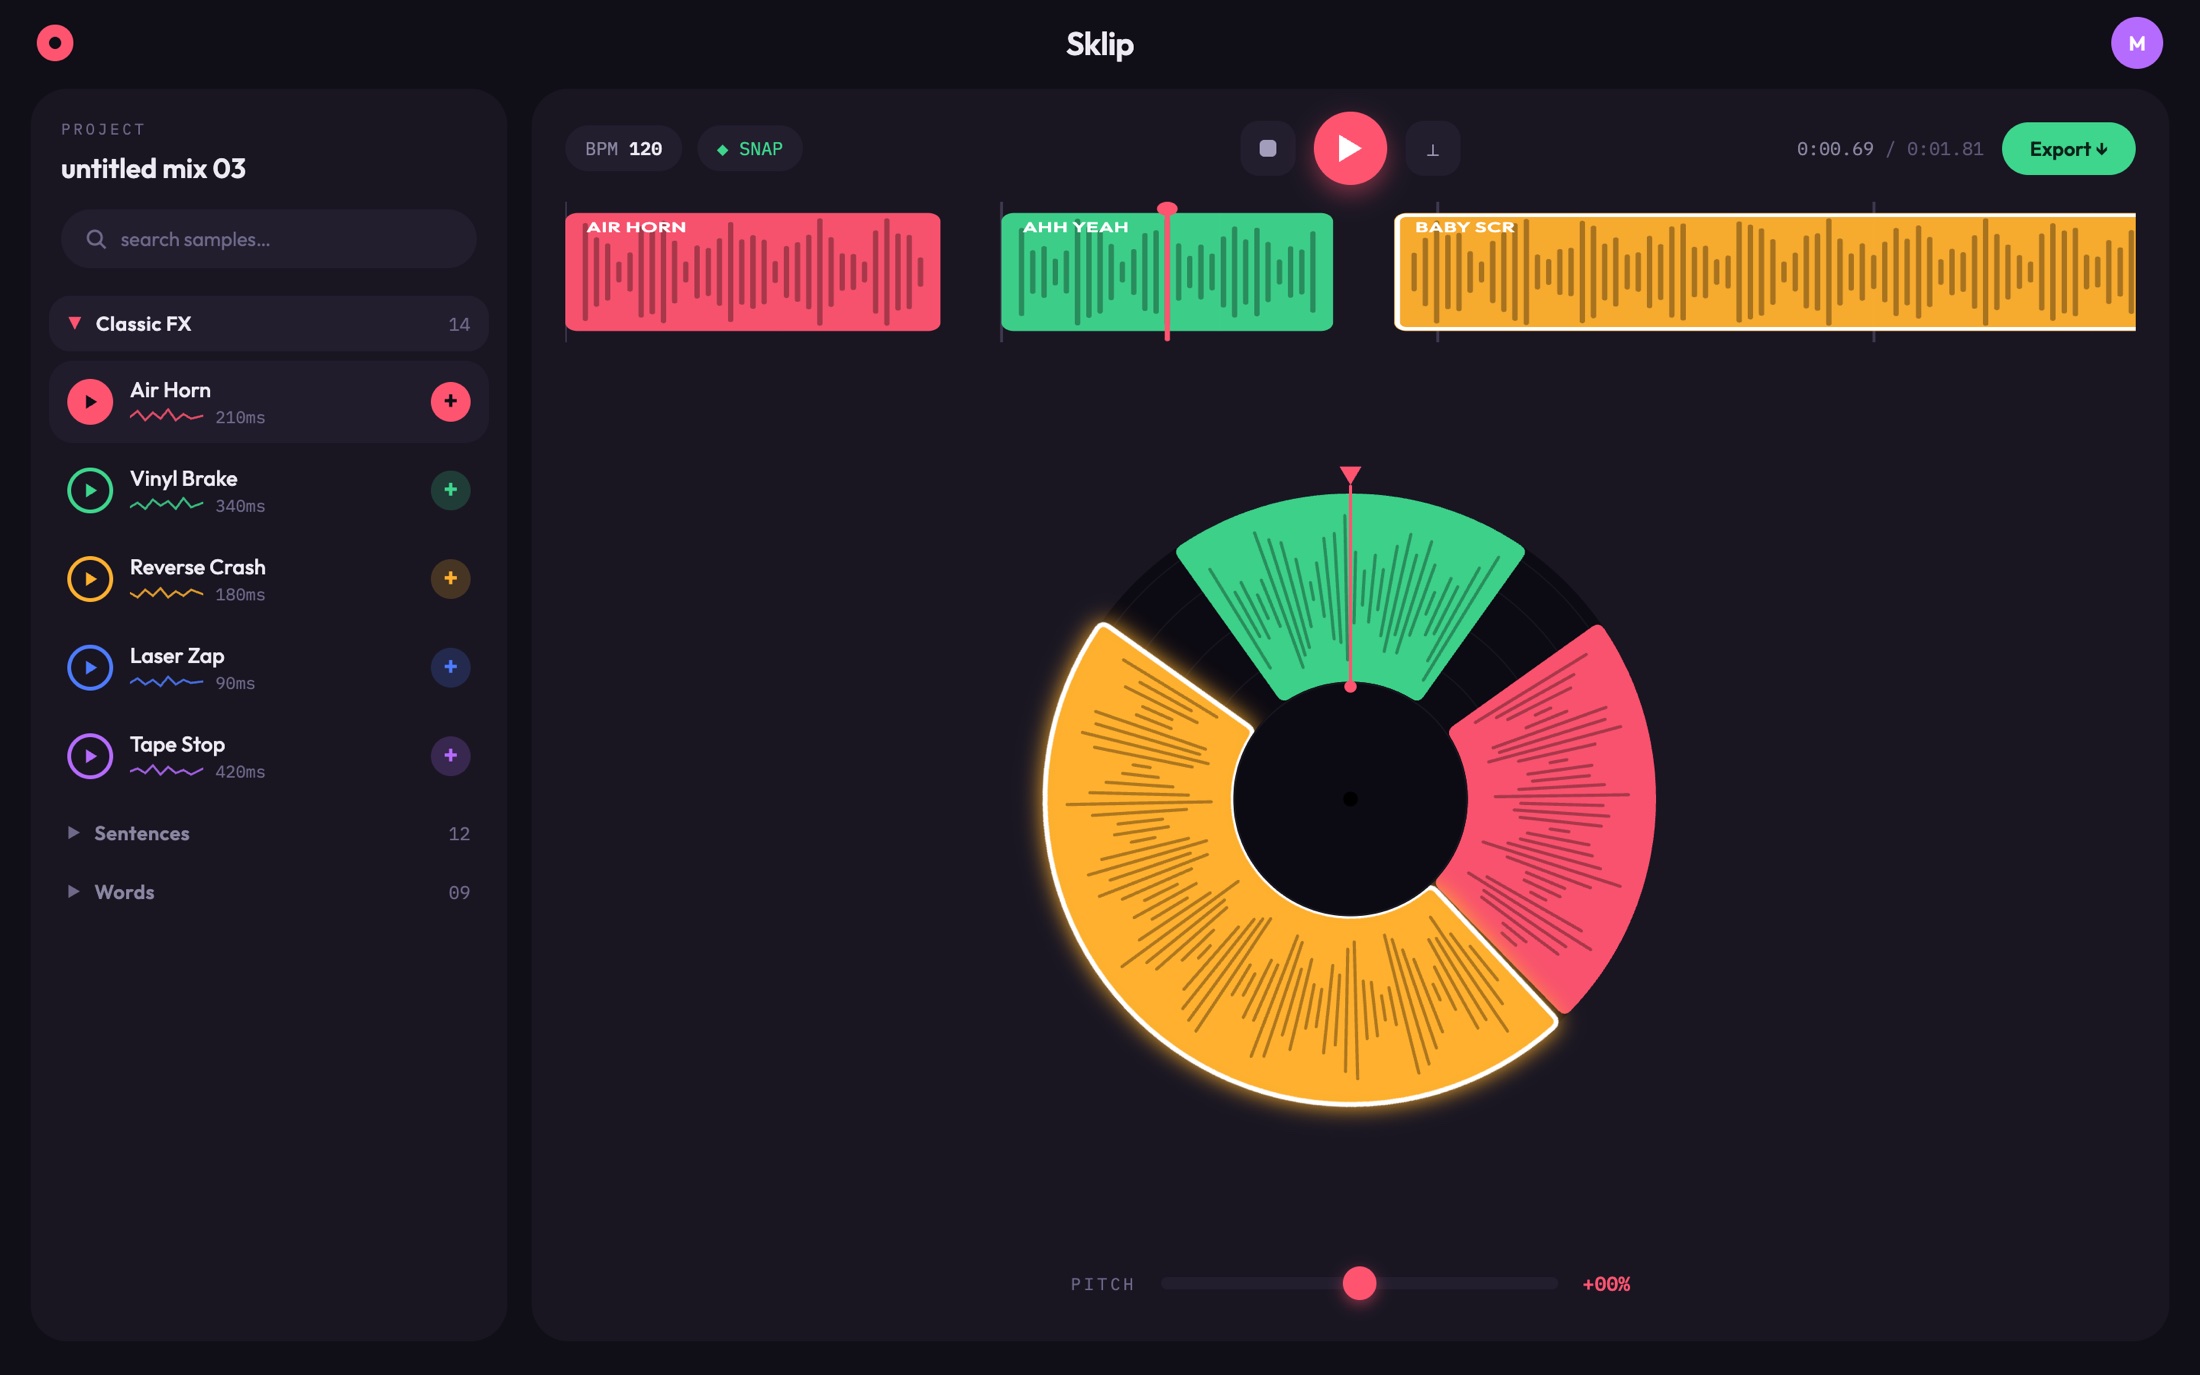 Sklip
M
PROJECT
untitled mix 03
search samples...
Classic FX 14
Air Horn
210ms
Vinyl Brake
340ms
Reverse Crash
180ms
Laser Zap
90ms
Tape Stop
420ms
Sentences 12
Words 09
BPM 120
SNAP
0:00.69 / 0:01.81
Export
AIR HORN
AHH YEAH
BABY SCR
PITCH
+00%